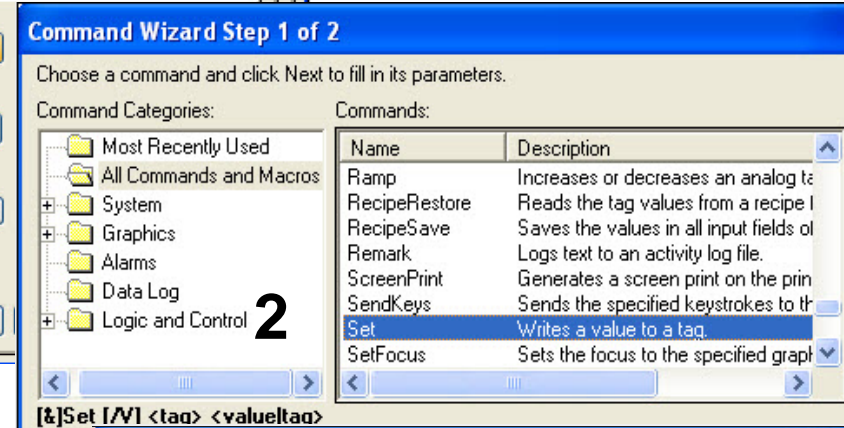 Command Wizard Step 1 of 2
Choose a command and click Next to fill in its parameters.
Command Categories:
Commands:
Most Recently Used
All Commands and Macros
System
Graphics
Alarms
Data Log
Logic and Control
2
Name Description
Ramp Increases or decreases an analog ta
RecipeRestore Reads the tag values from a recipe
RecipeSave Saves the values in all input fields of
Remark Logs text to an activity log file.
ScreenPrint Generates a screen print on the prin
SendKeys Sends the specified keystrokes to th
Set Writes a value to a tag.
SetFocus Sets the focus to the specified graph
[&]Set [/V] <tag> <value|tag>